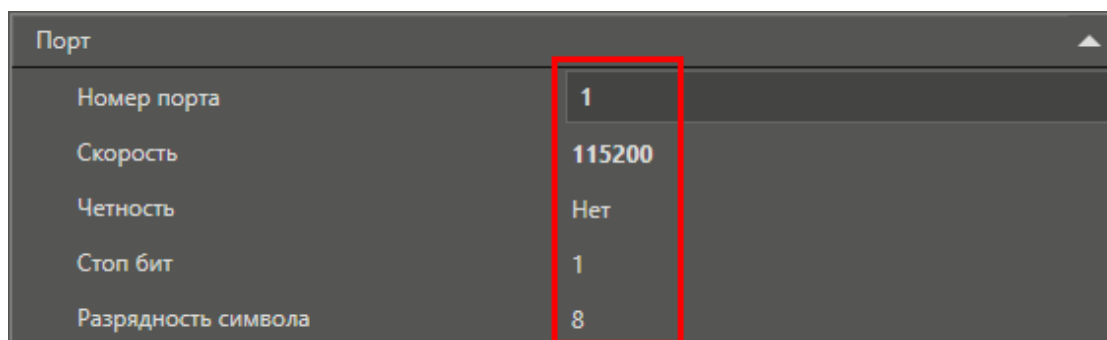 Порт
Номер порта 1
Скорость 115200
Четность Нет
Стоп бит 1
Разрядность символа 8